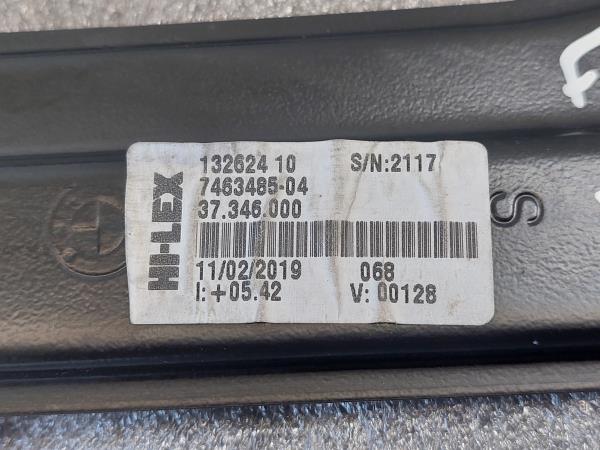 HI-LEX
132624 10 S/N:2117
7463485-04
37.346.000
11/02/2019 068
I:+05.42 V: 00128
S